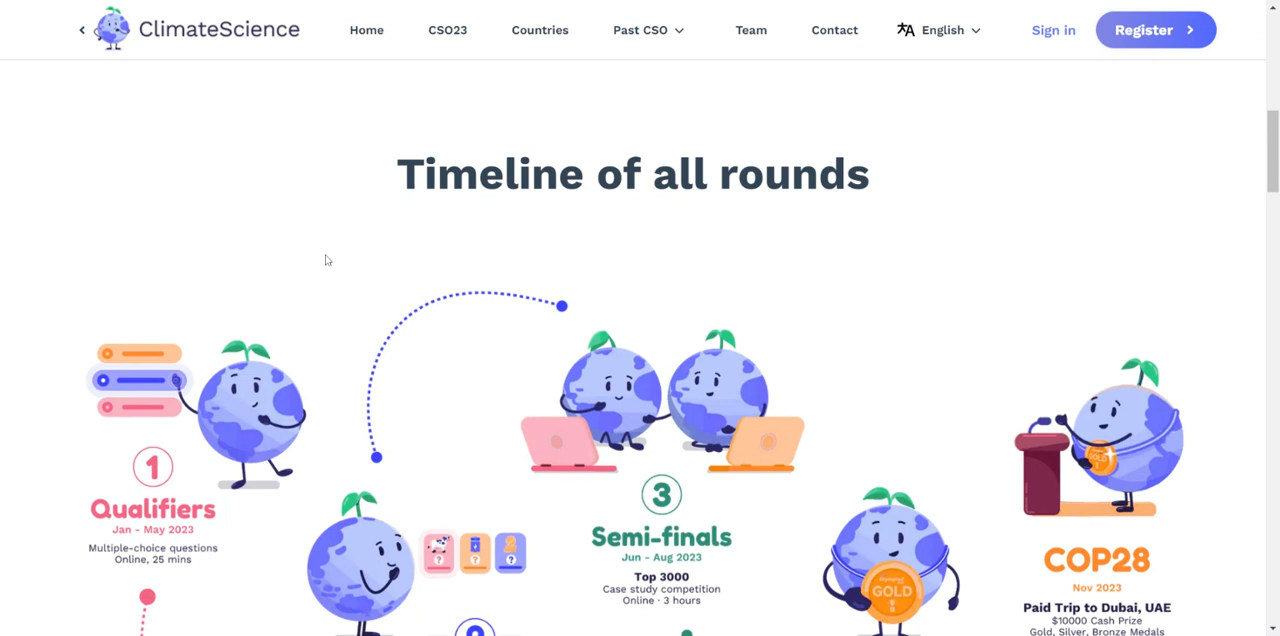 ClimateScience
Home
CSO23
Countries
Past CSO
Team
Contact
English
Sign in
Register
Timeline of all rounds
1
Qualifiers
Jan - May 2023
Multiple-choice questions
Online, 25 mins
?
?
?
3
Semi-finals
Jun - Aug 2023
Top 3000
Case study competition
Online · 3 hours
GOLD
GOLD
COP28
Nov 2023
Paid Trip to Dubai, UAE
$10000 Cash Prize
Gold, Silver, Bronze Medals